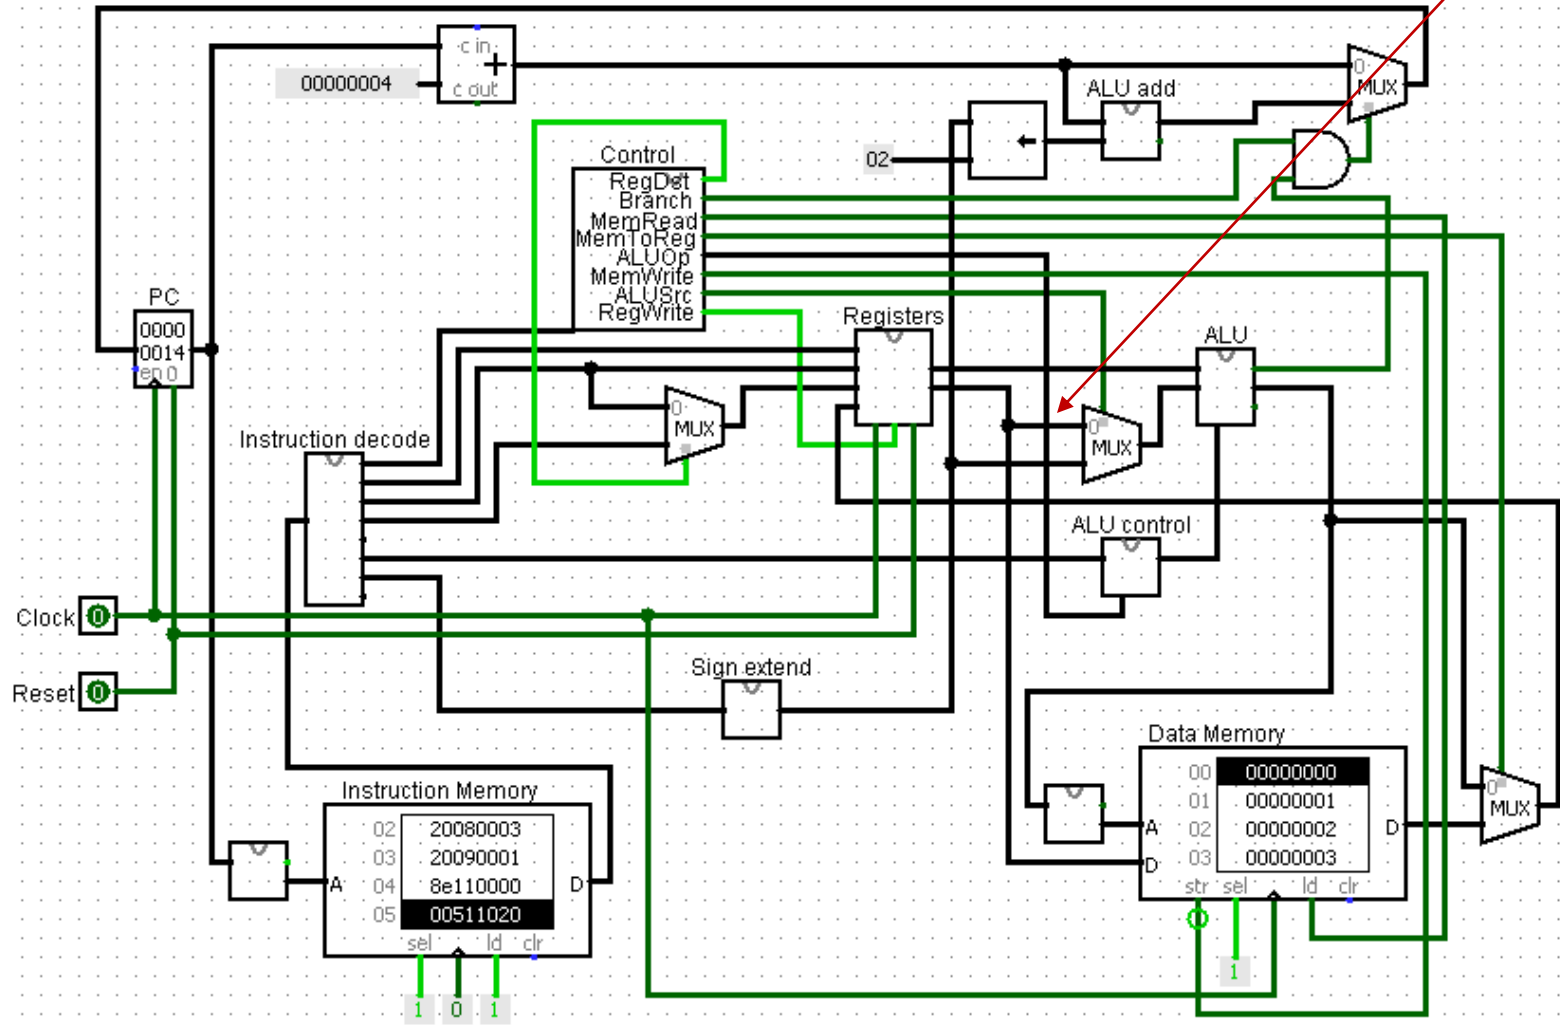 c in
+
00000004
c out
0
MUX
ALU add
02
Control
RegDst
Branch
MemRead
MemToReg
ALUOp
MemWrite
ALUSrc
RegWrite
PC
0000
0014
en 0
Registers
ALU
0
MUX
0
MUX
Instruction decode
ALU control
Clock 0
Reset 0
Sign extend
Data Memory
00 00000000
01 00000001
02 00000002
03 00000003
A
D
D
str sel ld clr
1
0
MUX
Instruction Memory
02 20080003
03 20090001
04 8e110000
05 00511020
A
D
sel ld clr
1 0 1